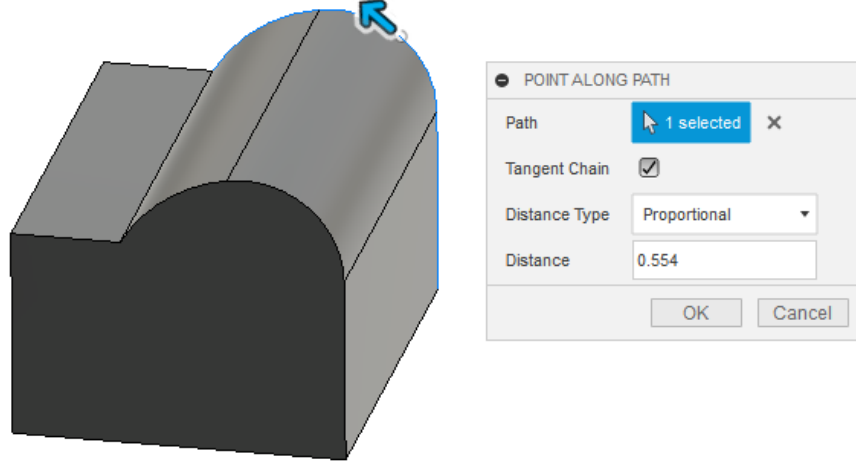 POINT ALONG PATH
Path 1 selected
Tangent Chain
Distance Type Proportional
Distance 0.554
OK Cancel